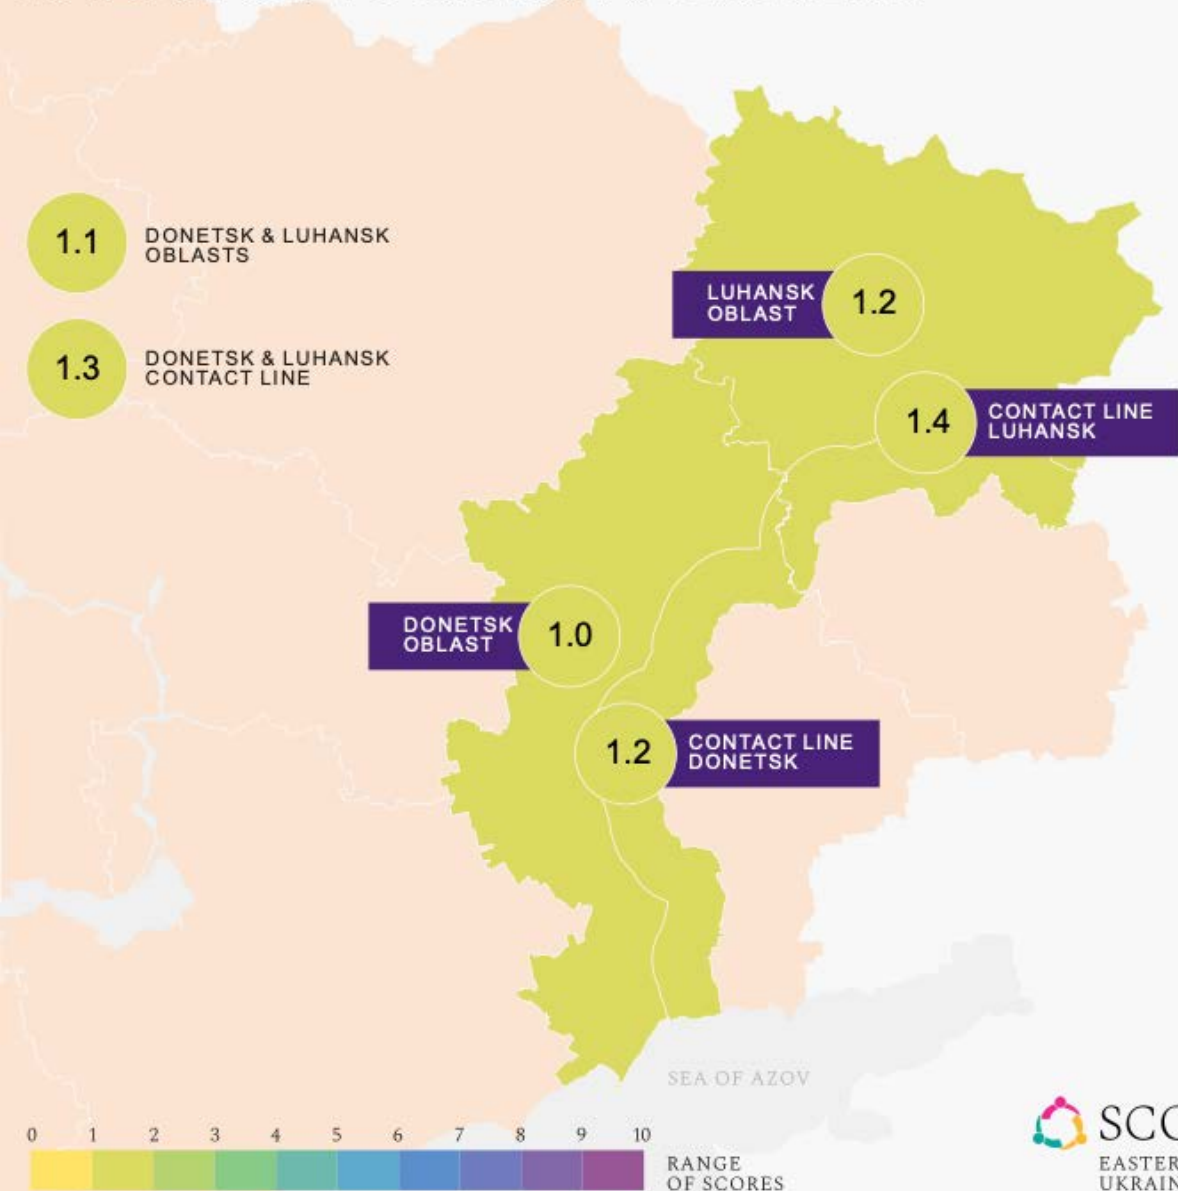 1.1
DONETSK & LUHANSK
OBLASTS
1.3
DONETSK & LUHANSK
CONTACT LINE
LUHANSK
OBLAST
1.2
1.4
CONTACT LINE
LUHANSK
DONETSK
OBLAST
1.0
1.2
CONTACT LINE
DONETSK
SEA OF AZOV
0 1 2 3 4 5 6 7 8 9 10
RANGE
OF SCORES